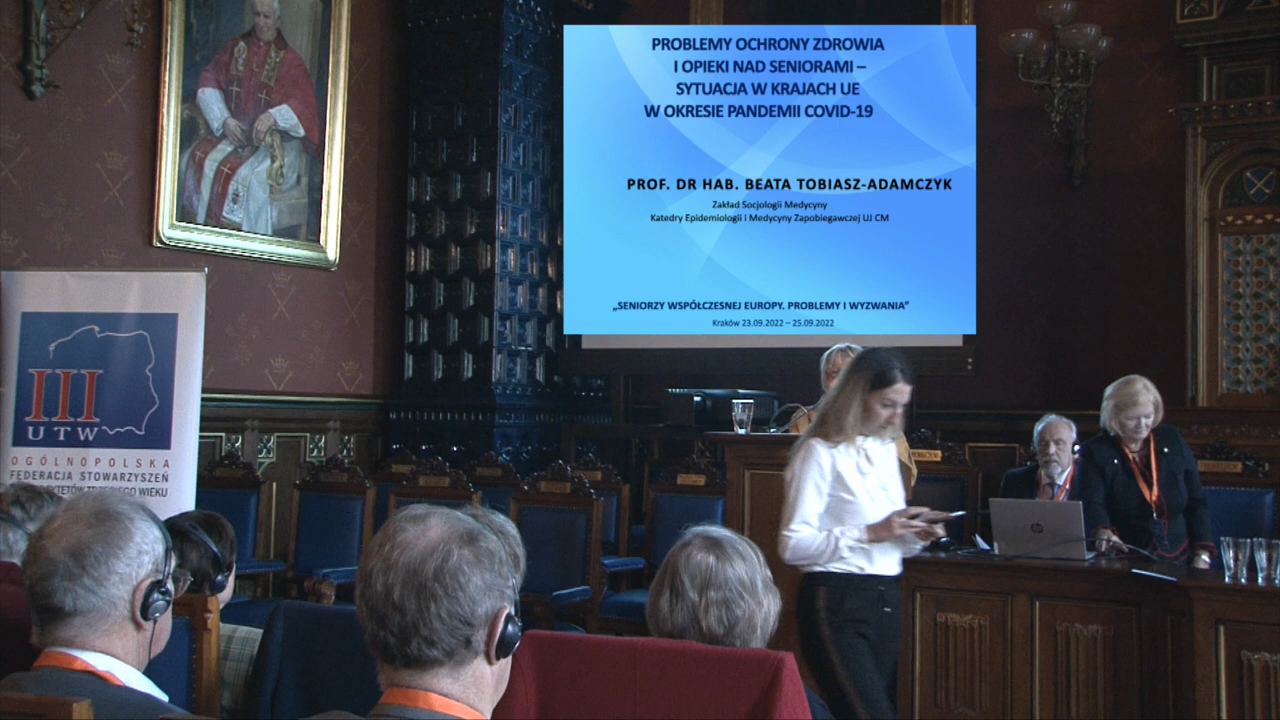 PROBLEMY OCHRONY ZDROWIA
I OPIEKI NAD SENIORAMI –
SYTUACJA W KRAJACH UE
W OKRESIE PANDEMII COVID-19
PROF. DR HAB. BEATA TOBIASZ-ADAMCZYK
Zakład Socjologii Medycyny
Katedry Epidemiologii i Medycyny Zapobiegawczej UJ CM
„SENIORZY WSPÓŁCZESNEJ EUROPY. PROBLEMY I WYZWANIA”
Kraków 23.09.2022 – 25.09.2022
III
UTW
OGÓLNOPOLSKA
FEDERACJA STOWARZYSZEŃ
WIEKU
hp